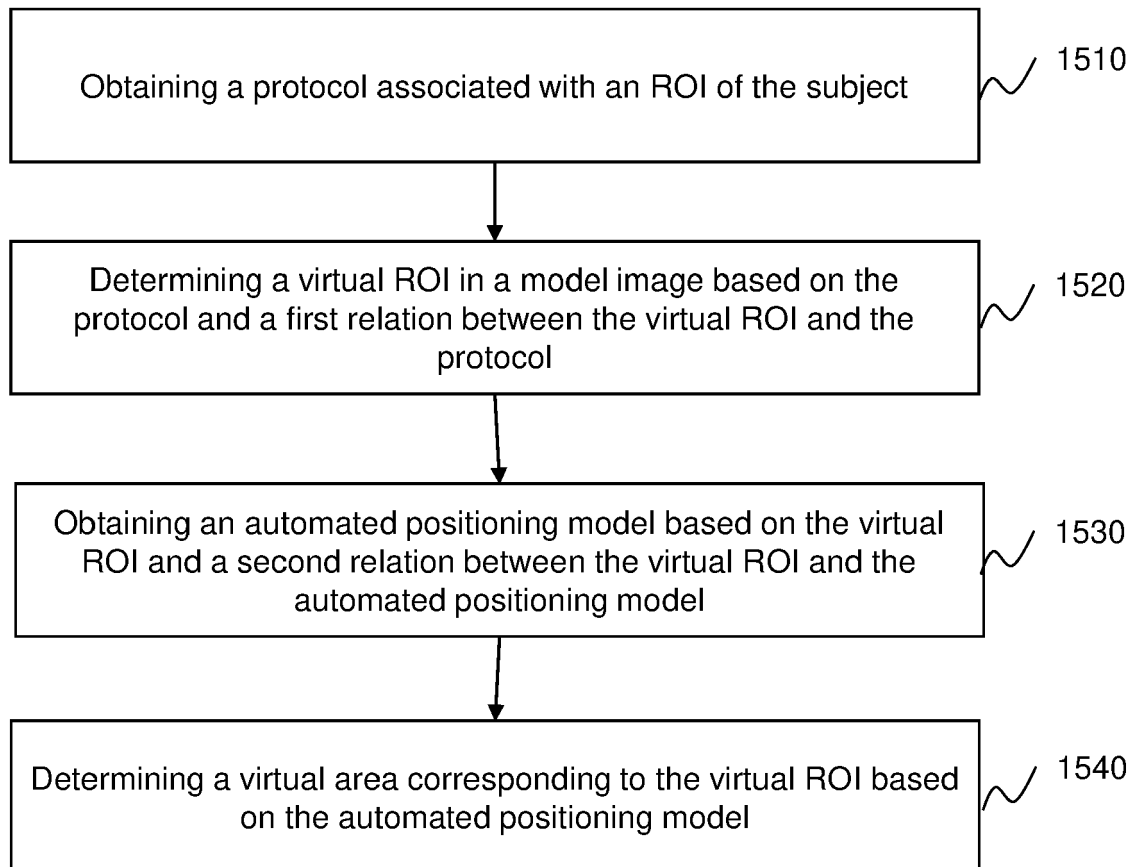 Obtaining a protocol associated with an ROI of the subject
1510
Determining a virtual ROI in a model image based on the
protocol and a first relation between the virtual ROI and the
protocol
1520
Obtaining an automated positioning model based on the virtual
ROI and a second relation between the virtual ROI and the
automated positioning model
1530
Determining a virtual area corresponding to the virtual ROI based
on the automated positioning model
1540